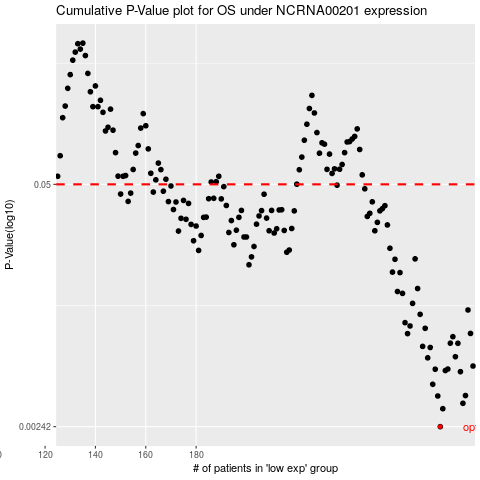 Cumulative P-Value plot for OS under NCRNA00201 expression
P-Value(log10)
0.05
0.00242
op
0
120
140
160
180
# of patients in 'low exp' group